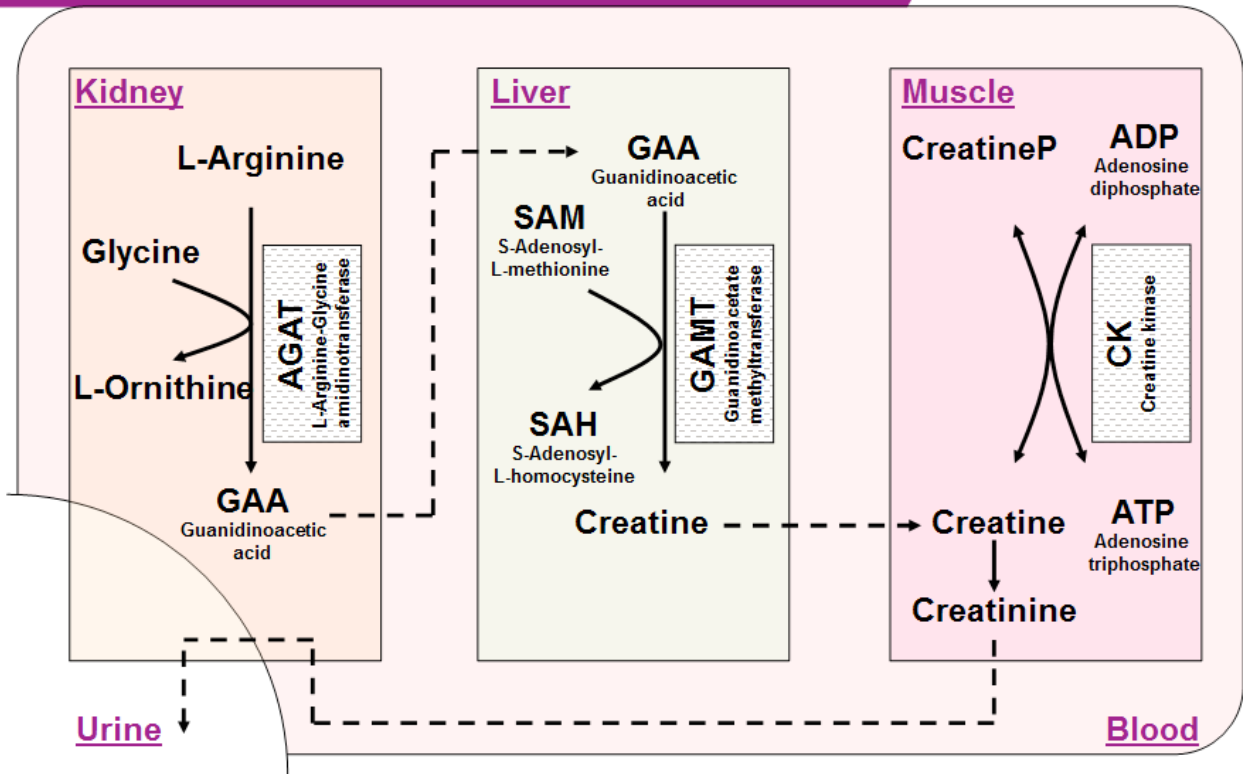 Kidney
L-Arginine
Glycine
L-Ornithine
AGAT
L-Arginine-Glycine
amidinotransferase
GAA
Guanidinoacetic
acid
Liver
GAA
Guanidinoacetic
acid
SAM
S-Adenosyl-
L-methionine
GAMT
Guanidinoacetate
methyltransferase
SAH
S-Adenosyl-
L-homocysteine
Creatine
Muscle
CreatineP
ADP
Adenosine
diphosphate
CK
Creatine kinase
Creatine
ATP
Adenosine
triphosphate
Creatinine
Urine
Blood